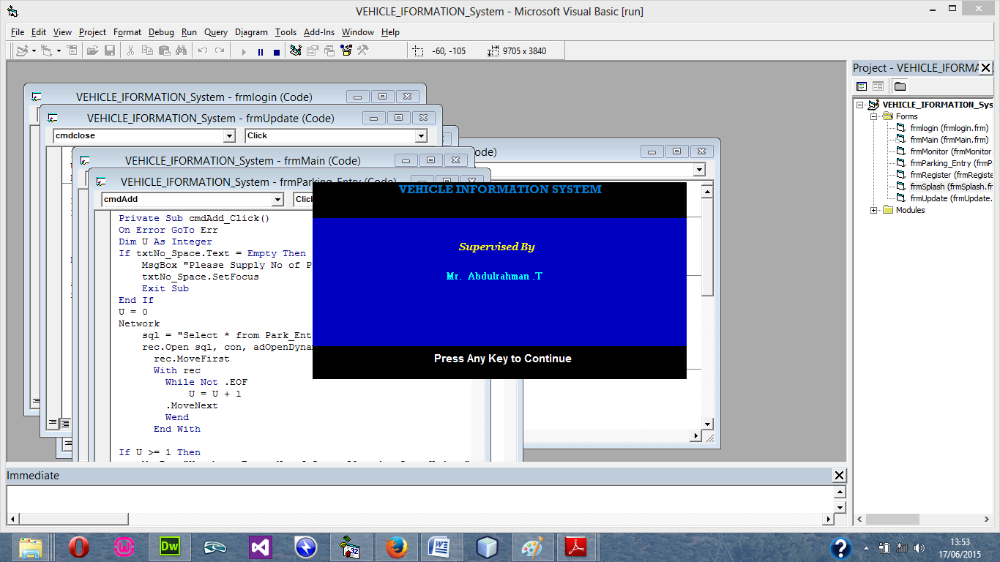 VEHICLE_IFORMATION_System - Microsoft Visual Basic [run]
File Edit View Project Format Debug Run Query Diagram Tools Add-Ins Window Help
-60, -105 9705 x 3840
Project - VEHICLE_IFORMA
VEHICLE_IFORMATION_System - frmlogin (Code)
VEHICLE_IFORMATION_System - frmUpdate (Code)
cmdclose Click
ode)
VEHICLE_IFORMATION_System - frmMain (Code)
VEHICLE_IFORMATION_System - frmParking_Entry (Code)
cmdAdd Click
Private Sub cmdAdd_Click()
On Error GoTo Err
Dim U As Integer
If txtNo_Space.Text = Empty Then
MsgBox "Please Supply No of P
txtNo_Space.SetFocus
Exit Sub
End If
U = 0
Network
sql = "Select * from Park_Ent
rec.Open sql, con, adOpenDyna
rec.MoveFirst
With rec
While Not .EOF
U = U + 1
.MoveNext
Wend
End With
If U >= 1 Then
VEHICLE INFORMATION SYSTEM
Supervised By
Mr. Abdulrahman .T
Press Any Key to Continue
VEHICLE_IFORMATION_Sys
Forms
frmlogin (frmlogin.frm)
frmMain (frmMain.frm)
frmMonitor (frmMonitor
frmParking_Entry (frmP
frmRegister (frmRegiste
frmSplash (frmSplash.fr
frmUpdate (frmUpdate.
Modules
Immediate
Dw
32
13:53
17/06/2015